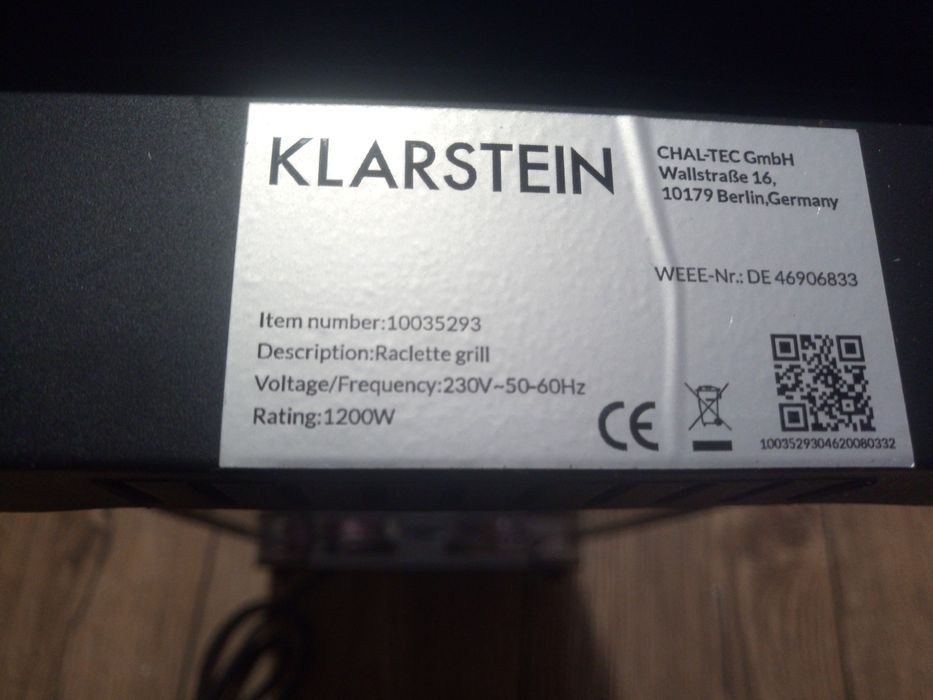 KLARSTEIN
CHAL-TEC GmbH
Wallstraße 16,
10179 Berlin,Germany
WEEE-Nr.: DE 46906833
Item number:10035293
Description:Raclette grill
Voltage/Frequency:230V~50-60Hz
Rating:1200W
CE
1003529304620080332